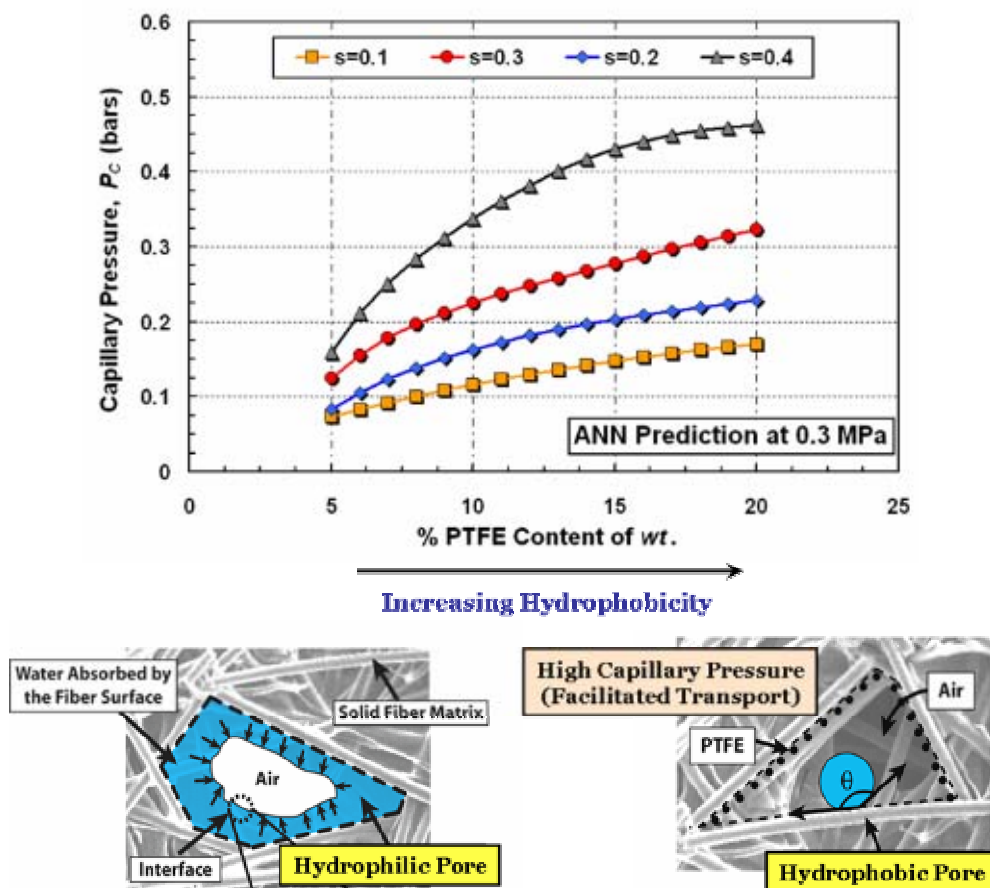 0.6
0.5
0.4
0.3
0.2
0.1
0
Capillary Pressure, Pc (bars)
s=0.1 s=0.3 s=0.2 s=0.4
ANN Prediction at 0.3 MPa
0 5 10 15 20 25
% PTFE Content of wt.
Increasing Hydrophobicity
Water Absorbed by
the Fiber Surface
Solid Fiber Matrix
Air
Interface
Hydrophilic Pore
High Capillary Pressure
(Facilitated Transport)
Air
PTFE
θ
Hydrophobic Pore